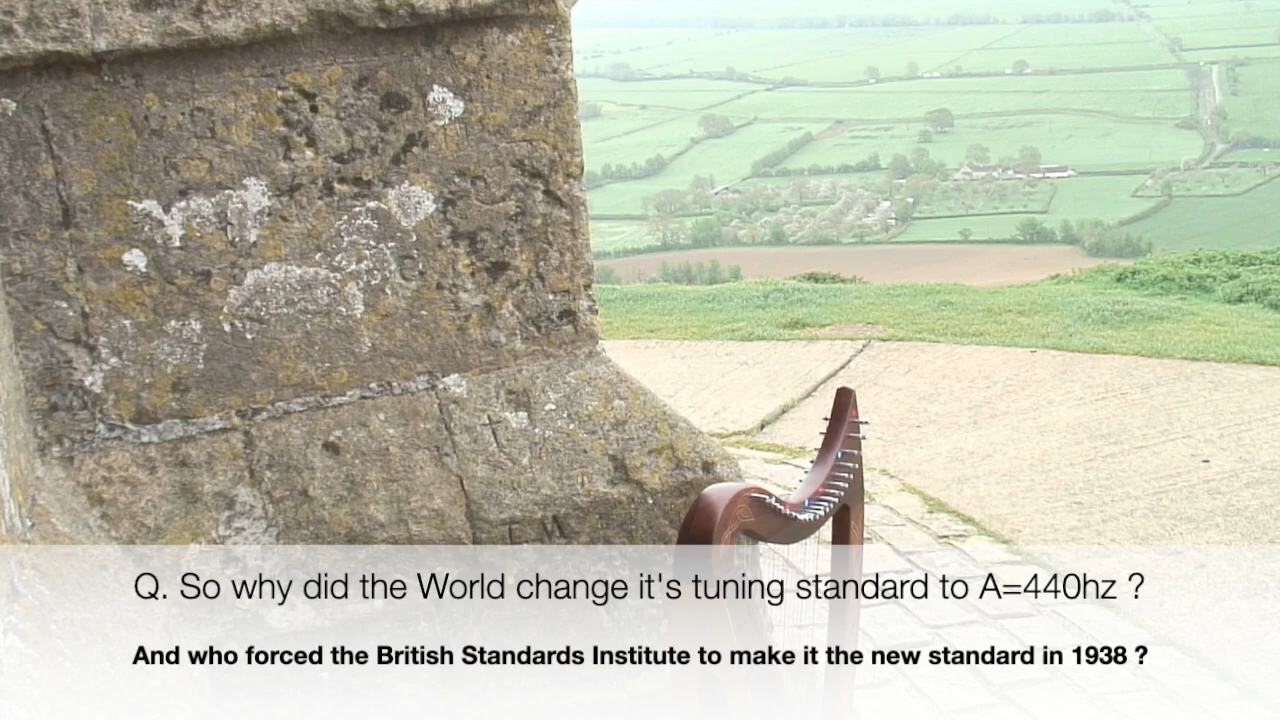 E M
Q. So why did the World change it's tuning standard to A=440hz ?
And who forced the British Standards Institute to make it the new standard in 1938 ?